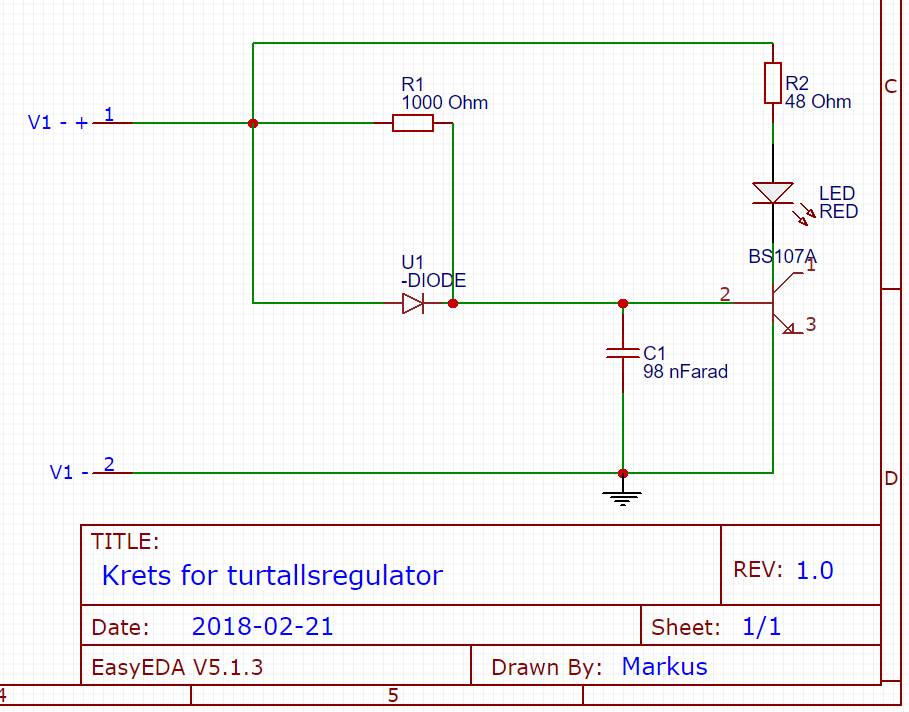 R1
1000 Ohm
R2
48 Ohm
C
V1 - + 1
LED
RED
BS107A
1
U1
-DIODE
2
3
C1
98 nFarad
V1 - 2
D
TITLE:
Krets for turtallsregulator
REV: 1.0
Date: 2018-02-21
Sheet: 1/1
EasyEDA V5.1.3
Drawn By: Markus
4
5